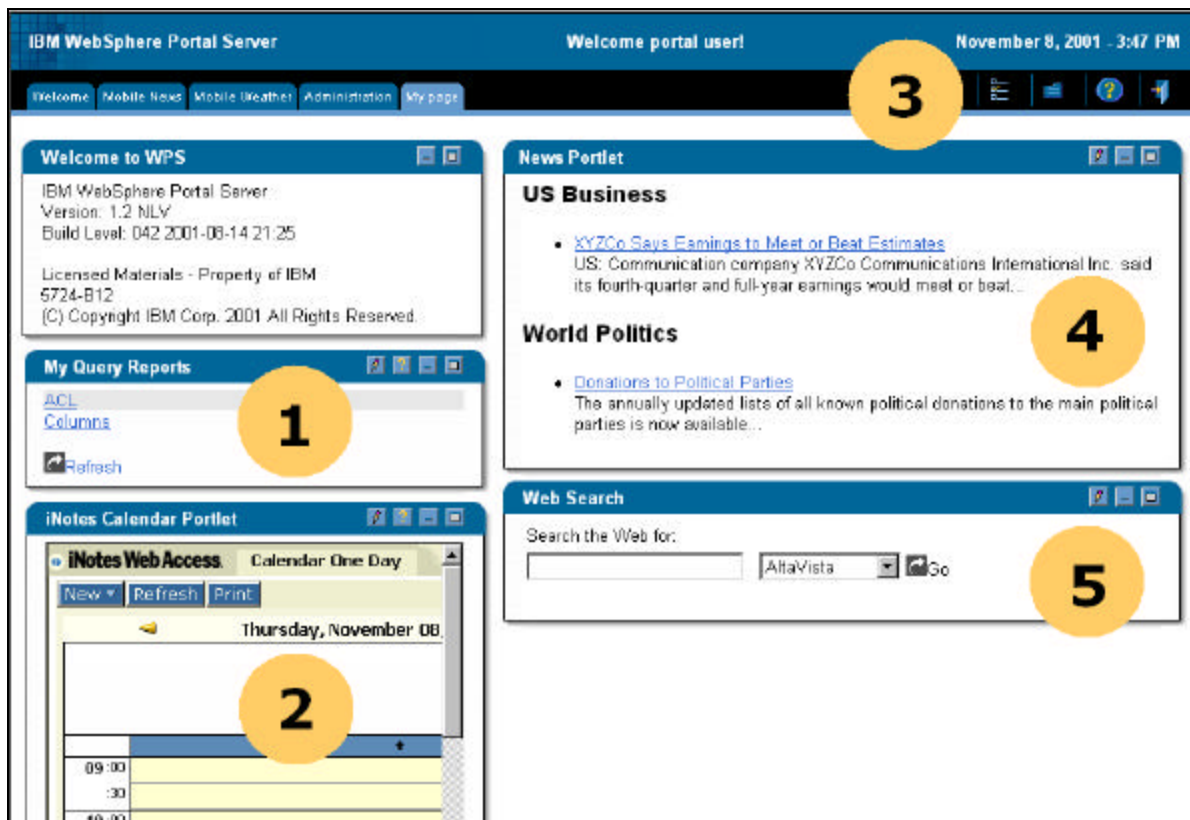 IBM WebSphere Portal Server
Welcome portal user!
November 8, 2001 - 3:47 PM
Welcome
Mobile News
Mobile Weather
Administration
My page
3
Welcome to WPS
IBM WebSphere Portal Server
Version: 1.2 NLV
Build Level: 042 2001-08-14 21:25
Licensed Materials - Property of IBM
5724-B12
(C) Copyright IBM Corp. 2001 All Rights Reserved.
My Query Reports
ACL
Columns
Refresh
1
iNotes Calendar Portlet
iNotes Web Access
Calendar One Day
New
Refresh
Print
Thursday, November 08,
2
09:00
:30
10:00
News Portlet
US Business
XYZCo Says Earnings to Meet or Beat Estimates
US: Communication company XYZCo Communications International Inc. said
its fourth-quarter and full-year earnings would meet or beat...
4
World Politics
Donations to Political Parties
The annually updated lists of all known political donations to the main political
parties is now available...
Web Search
Search the Web for:
AltaVista
Go
5